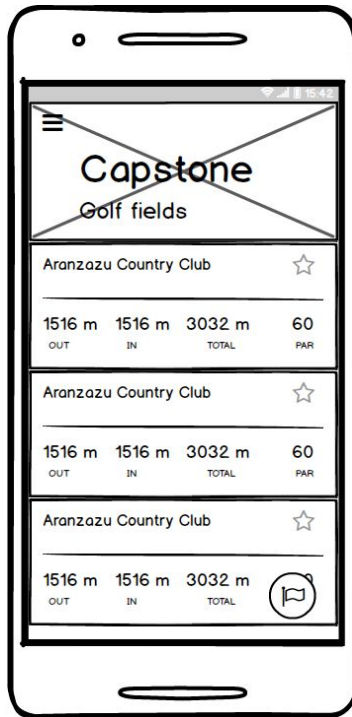 15:42
Capstone
Golf fields
Aranzazu Country Club
1516 m 1516 m 3032 m 60
OUT IN TOTAL PAR
Aranzazu Country Club
1516 m 1516 m 3032 m 60
OUT IN TOTAL PAR
Aranzazu Country Club
1516 m 1516 m 3032 m
OUT IN TOTAL